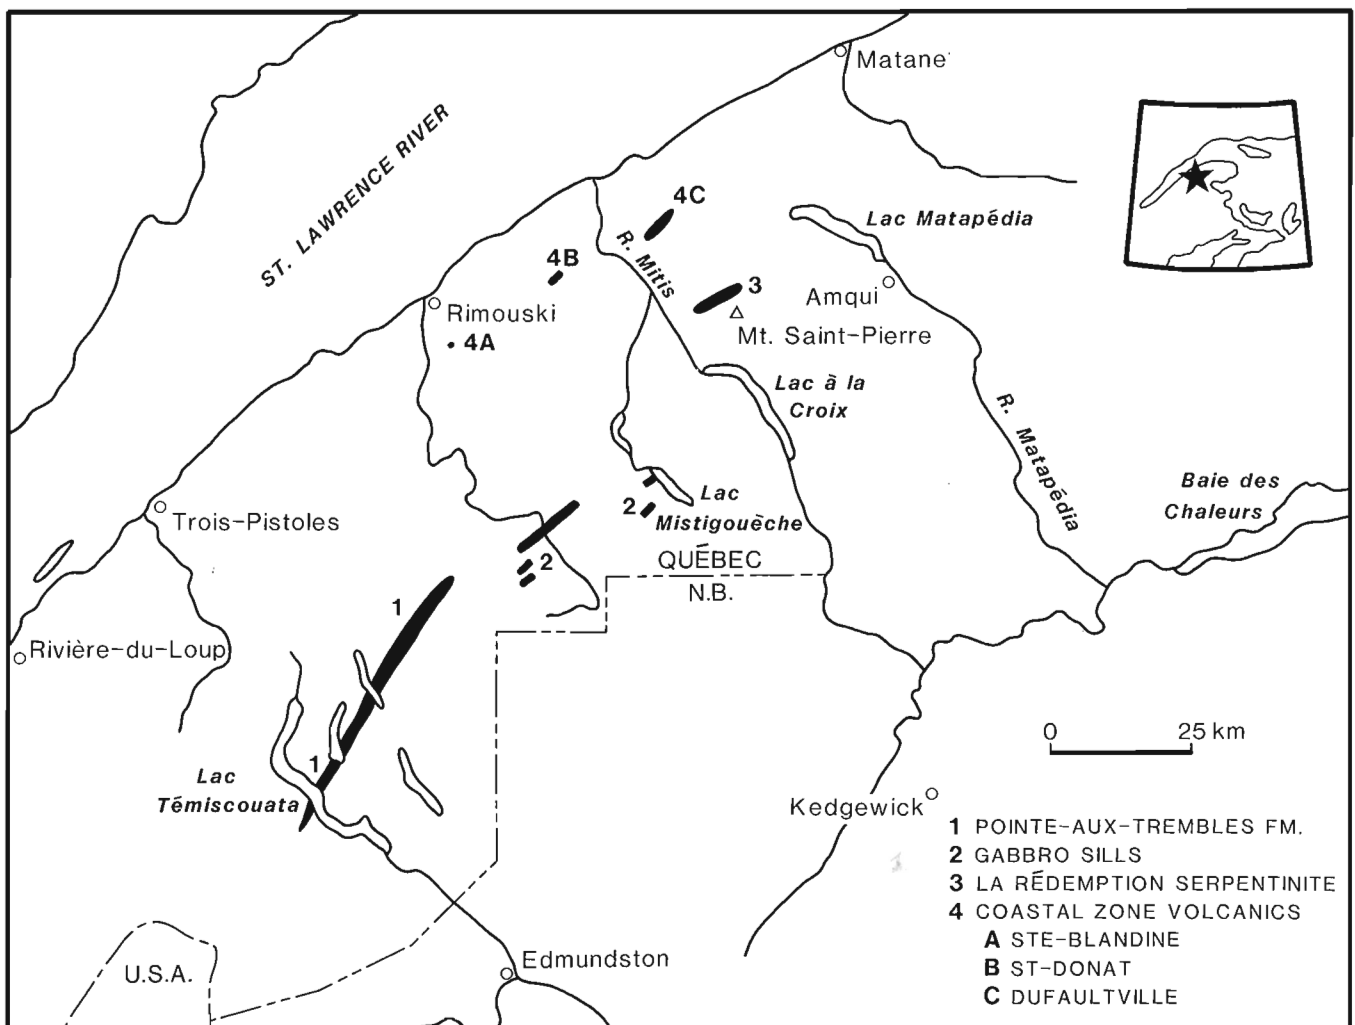 Matane
ST. LAWRENCE RIVER
4C
Lac Matapédia
R. Mitis
4B
3
Amqui
Rimouski
Mt. Saint-Pierre
4A
Lac à la
Croix
R. Matapédia
Baie des
Chaleurs
Lac
Mistigouèche
2
Trois-Pistoles
2
QUÉBEC
N.B.
1
Rivière-du-Loup
0 25 km
1
Lac
Témiscouata
Kedgewick
1 POINTE-AUX-TREMBLES FM.
2 GABBRO SILLS
3 LA RÉDEMPTION SERPENTINITE
4 COASTAL ZONE VOLCANICS
A STE-BLANDINE
B ST-DONAT
C DUFAULTVILLE
Edmundston
U.S.A.